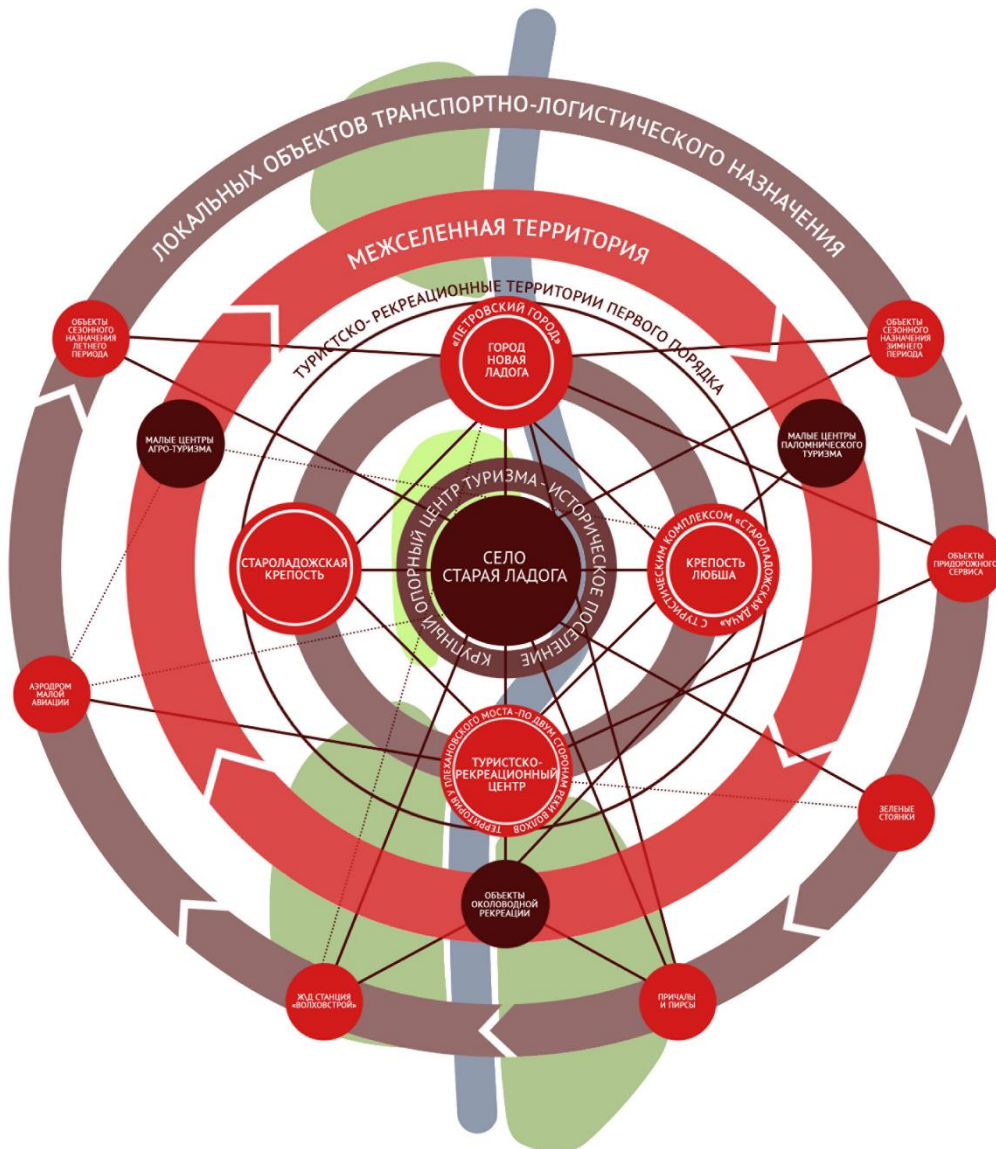 ЛОКАЛЬНЫХ ОБЪЕКТОВ ТРАНСПОРТНО-ЛОГИСТИЧЕСКОГО НАЗНАЧЕНИЯ
МЕЖСЕЛЕННАЯ ТЕРРИТОРИЯ
ТУРИСТСКО- РЕКРЕАЦИОННЫЕ ТЕРРИТОРИИ ПЕРВОГО ПОРЯДКА
«ПЕТРОВСКИЙ ГОРОД»
ГОРОД
НОВАЯ
ЛАДОГА
ОБЪЕКТЫ
СЕЗОННОГО
НАЗНАЧЕНИЯ
ЛЕТНЕГО
ПЕРИОДА
ОБЪЕКТЫ
СЕЗОННОГО
НАЗНАЧЕНИЯ
ЗИМНЕГО
ПЕРИОДА
МАЛЫЕ ЦЕНТРЫ
АГРО-ТУРИЗМА
МАЛЫЕ ЦЕНТРЫ
ПАЛОМНИЧЕСКОГО
ТУРИЗМА
КРУПНЫЙ ОПОРНЫЙ ЦЕНТР ТУРИЗМА - ИСТОРИЧЕСКОЕ ПОСЕЛЕНИЕ
СЕЛО
СТАРАЯ ЛАДОГА
СТАРОЛАДОЖСКАЯ
КРЕПОСТЬ
С ТУРИСТИЧЕСКИМ КОМПЛЕКСОМ «СТАРОЛАДОЖСКАЯ ДАЧА»
КРЕПОСТЬ
ЛЮБША
ОБЪЕКТЫ
ПРИДОРОЖНОГО
СЕРВИСА
АЭРОДРОМ
МАЛОЙ
АВИАЦИИ
ТЕРРИТОРИЯ У ПЛЕХАНОВСКОГО МОСТА -ПО ДВУМ СТОРОНАМ РЕКИ ВОЛХОВ
ТУРИСТСКО-
РЕКРЕАЦИОННЫЙ
ЦЕНТР
ЗЕЛЕНЫЕ
СТОЯНКИ
ОБЪЕКТЫ
ОКОЛОВОДНОЙ
РЕКРЕАЦИИ
Ж\Д СТАНЦИЯ
«ВОЛХОВСТРОЙ»
ПРИЧАЛЫ
И ПИРСЫ